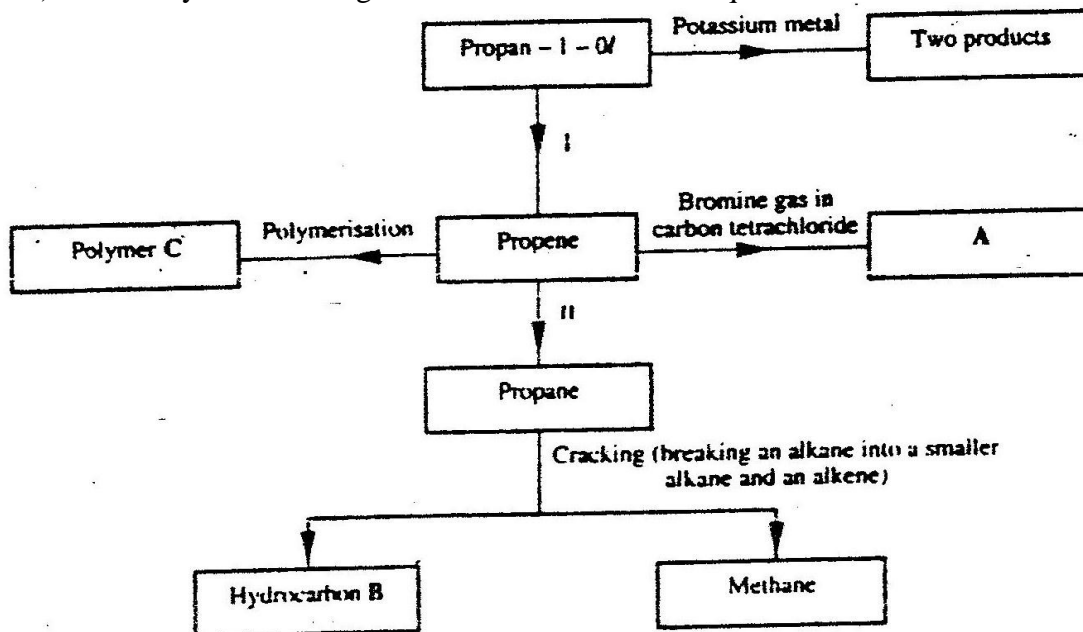 Potassium metal
Propan – 1 – 0l
Two products
I
Bromine gas in
carbon tetrachloride
Polymerisation
Polymer C
Propene
A
II
Propane
Cracking (breaking an alkane into a smaller
alkane and an alkene)
Hydrocarbon B
Methane